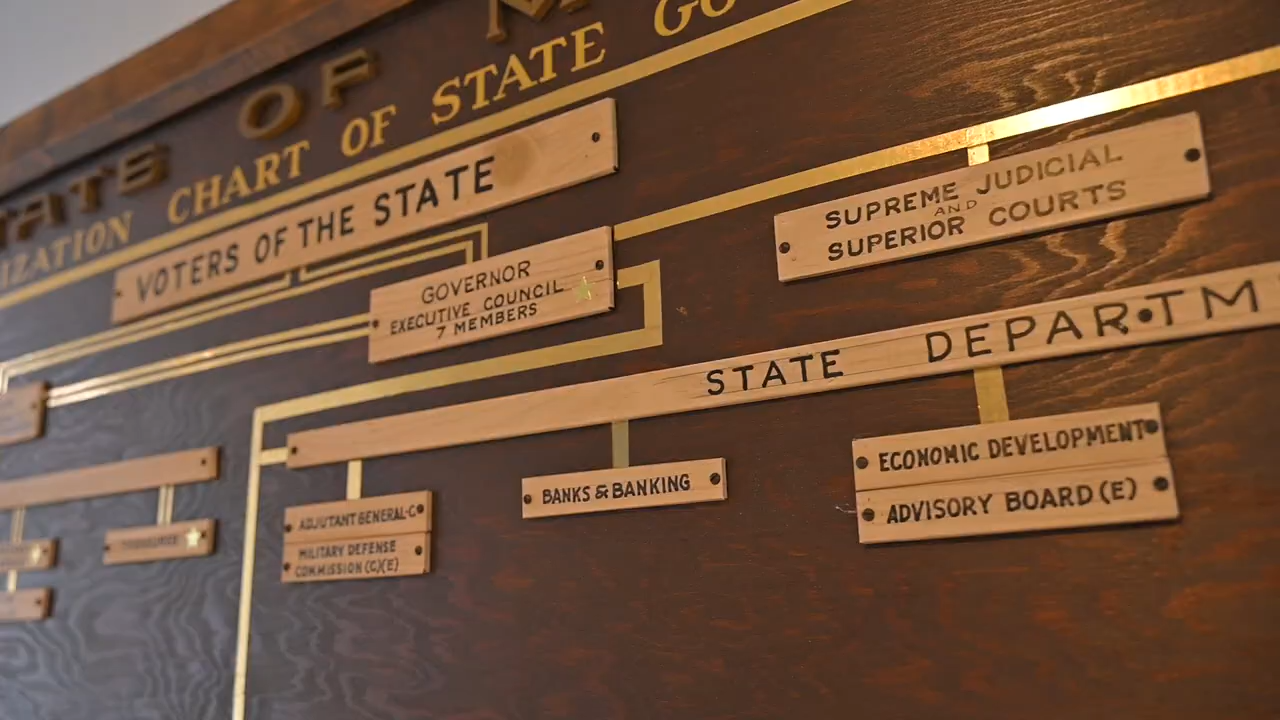 OF M
IZATION CHART OF STATE GO
VOTERS OF THE STATE
GOVERNOR
EXECUTIVE COUNCIL
7 MEMBERS
SUPREME JUDICIAL
AND
SUPERIOR COURTS
STATE DEPARTM
ADJUTANT GENERAL-C
MILITARY DEFENSE
COMMISSION (C)(E)
BANKS & BANKING
ECONOMIC DEVELOPMENT
ADVISORY BOARD (E)